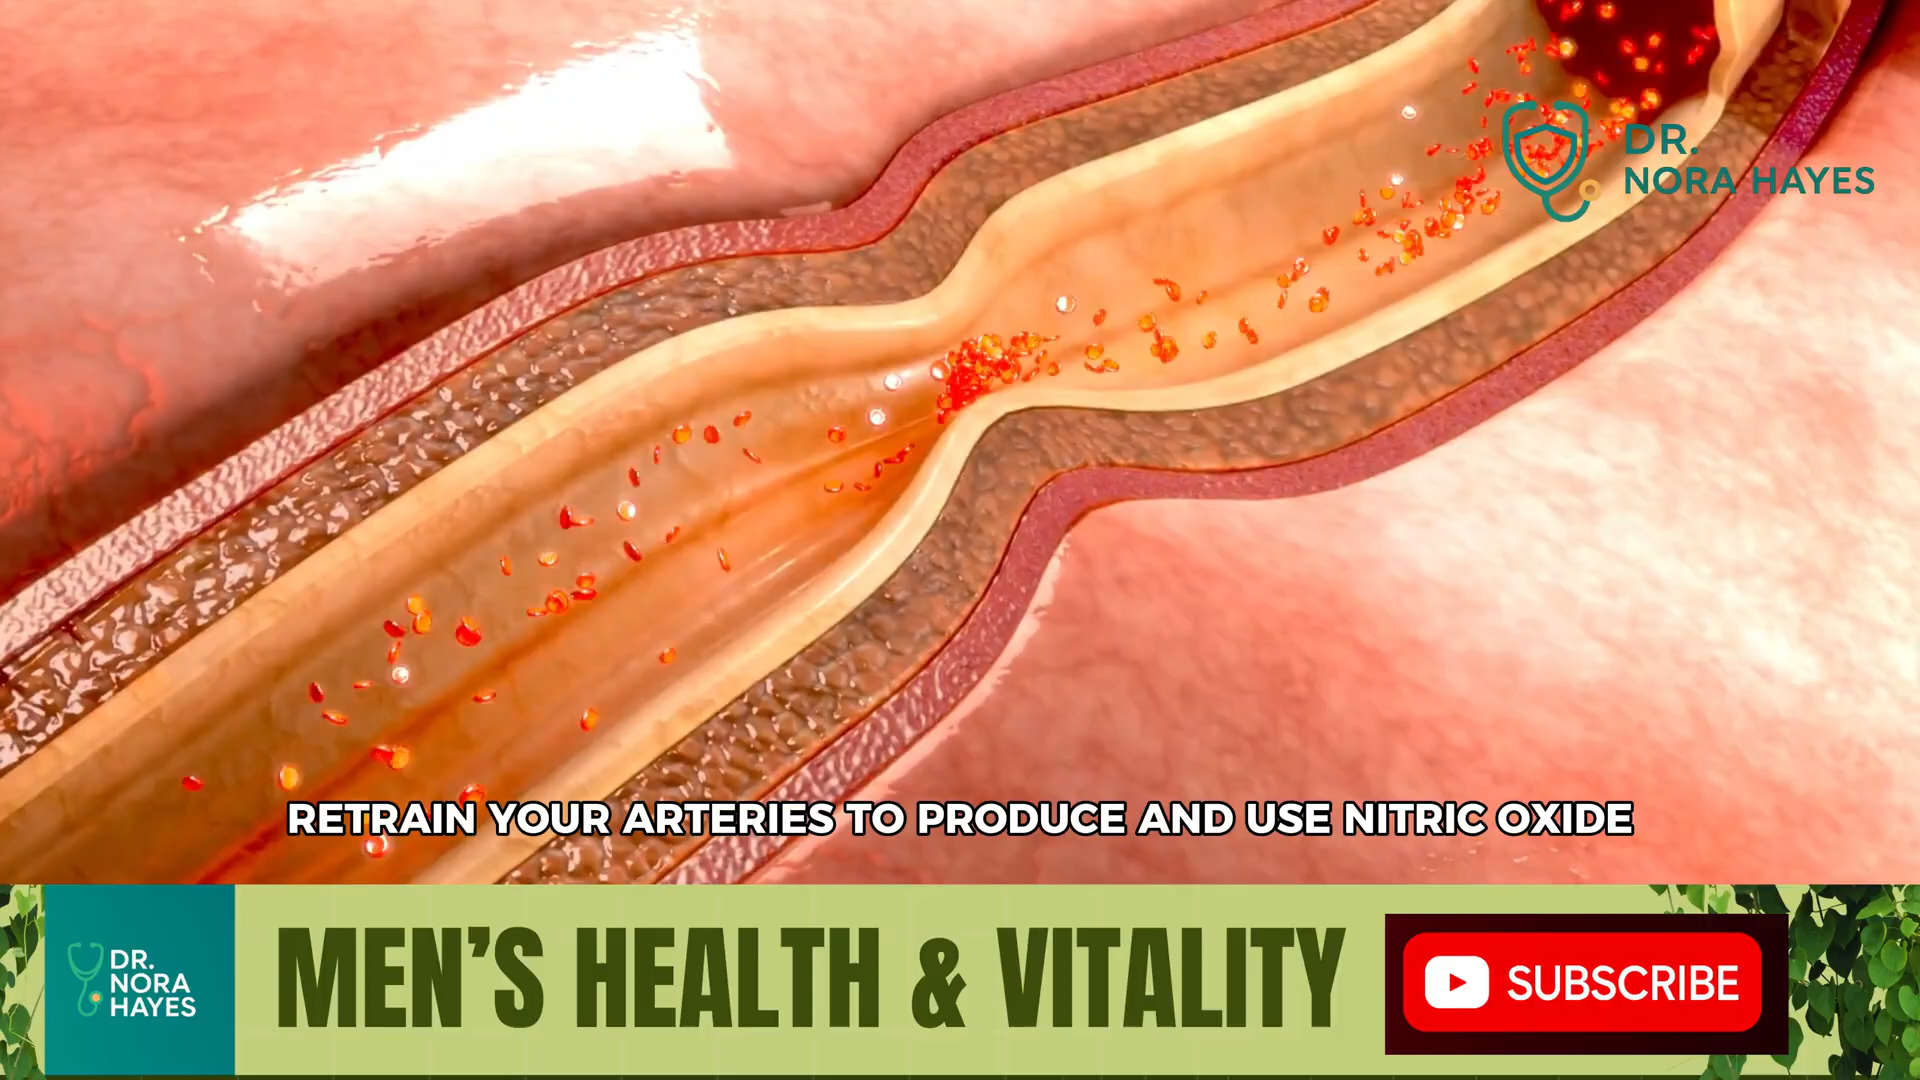 DR.
NORA HAYES
RETRAIN YOUR ARTERIES TO PRODUCE AND USE NITRIC OXIDE
DR.
NORA
HAYES
MEN'S HEALTH & VITALITY
SUBSCRIBE